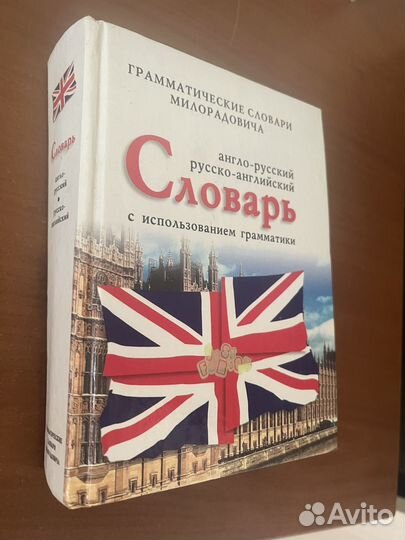 ГРАММАТИЧЕСКИЕ СЛОВАРИ
МИЛОРАДОВИЧА
англо-русский
русско-английский
Словарь
с использованием грамматики
Словарь
англо-
русский
русско-
английский
Avito